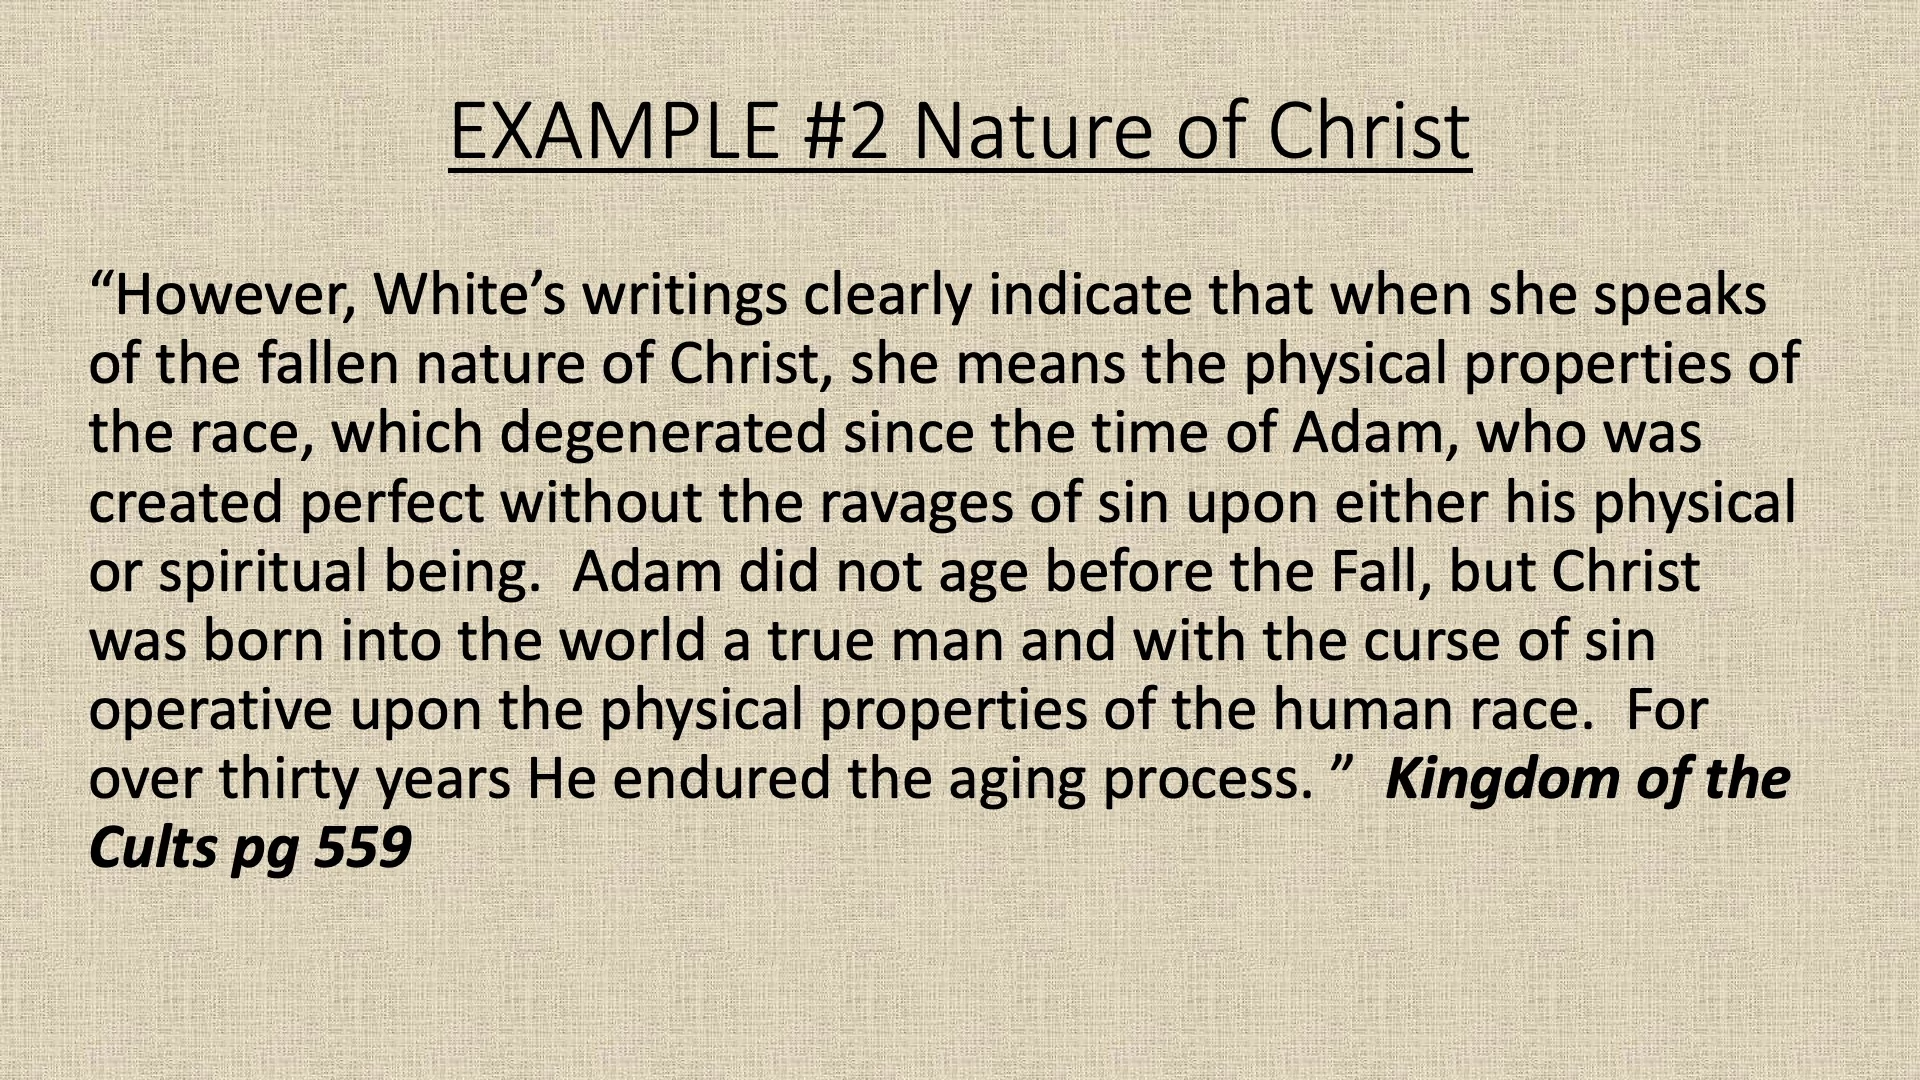 EXAMPLE #2 Nature of Christ
“However, White’s writings clearly indicate that when she speaks
of the fallen nature of Christ, she means the physical properties of
the race, which degenerated since the time of Adam, who was
created perfect without the ravages of sin upon either his physical
or spiritual being.  Adam did not age before the Fall, but Christ
was born into the world a true man and with the curse of sin
operative upon the physical properties of the human race.  For
over thirty years He endured the aging process. ”  Kingdom of the
Cults pg 559